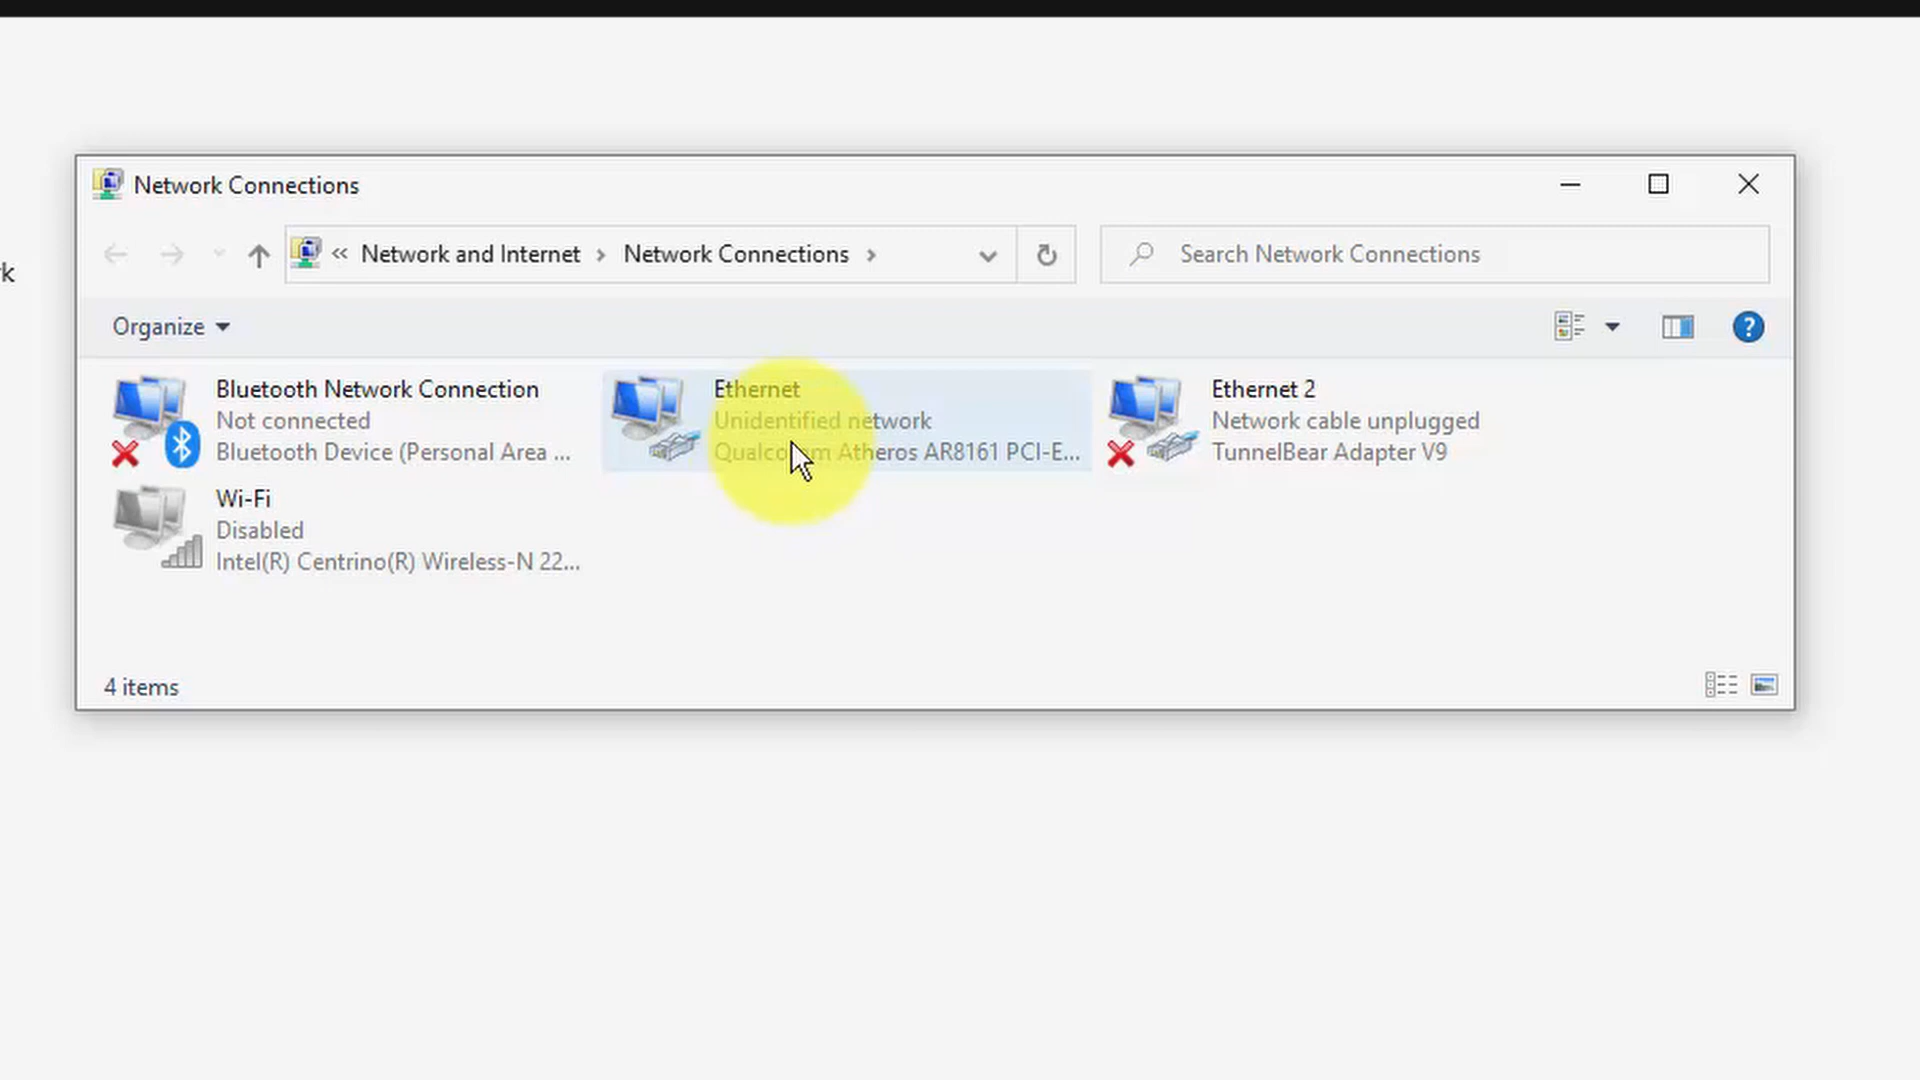 Network Connections
rk
« Network and Internet › Network Connections ›
Search Network Connections
Organize
?
Bluetooth Network Connection
Not connected
Bluetooth Device (Personal Area ...
Ethernet
Unidentified network
Qualcomm Atheros AR8161 PCI-E...
Ethernet 2
Network cable unplugged
TunnelBear Adapter V9
Wi-Fi
Disabled
Intel(R) Centrino(R) Wireless-N 22...
4 items